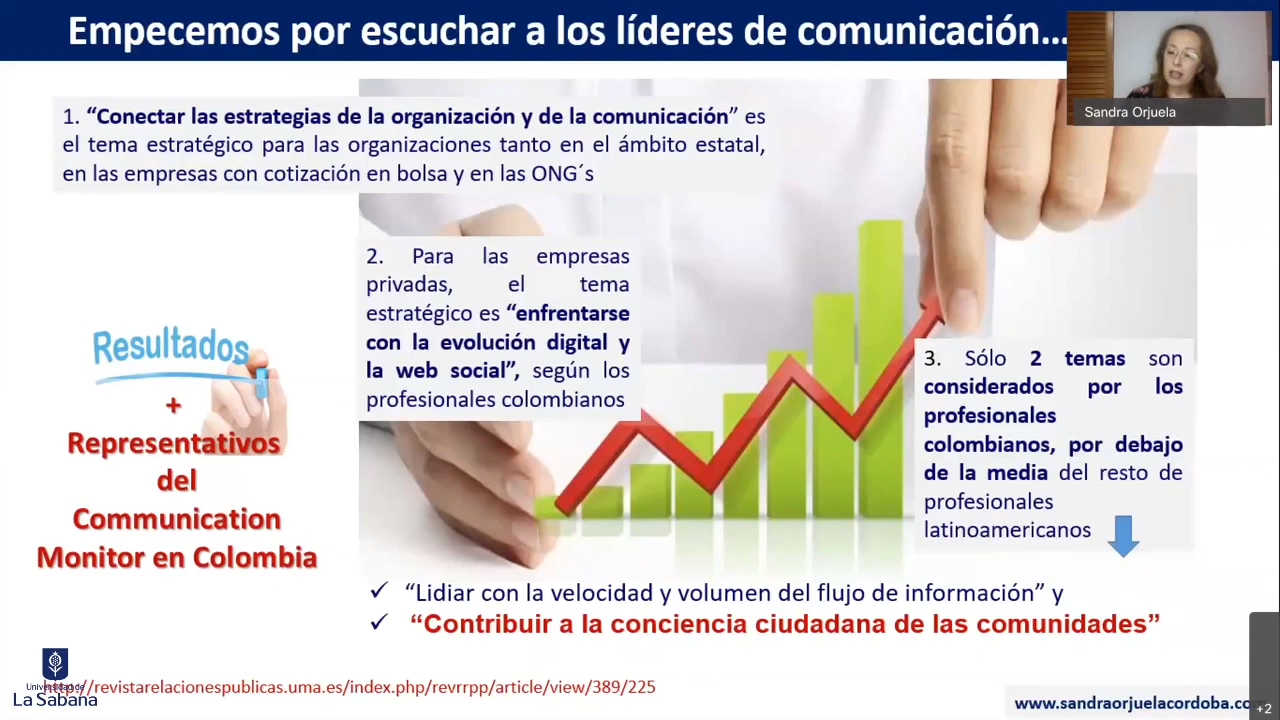 Empecemos por escuchar a los líderes de comunicación…
Sandra Orjuela
1. “Conectar las estrategias de la organización y de la comunicación” es
el tema estratégico para las organizaciones tanto en el ámbito estatal,
en las empresas con cotización en bolsa y en las ONG´s
2. Para las empresas
privadas, el tema
estratégico es “enfrentarse
con la evolución digital y
la web social”, según los
profesionales colombianos
Resultados
+
Representativos
del
Communication
Monitor en Colombia
3. Sólo 2 temas son
considerados por los
profesionales
colombianos, por debajo
de la media del resto de
profesionales
latinoamericanos
✓ “Lidiar con la velocidad y volumen del flujo de información” y
✓ “Contribuir a la conciencia ciudadana de las comunidades”
http://revistarelacionespublicas.uma.es/index.php/revrrpp/article/view/389/225
Universidad de
La Sabana
www.sandraorjuelacordoba.co
+2